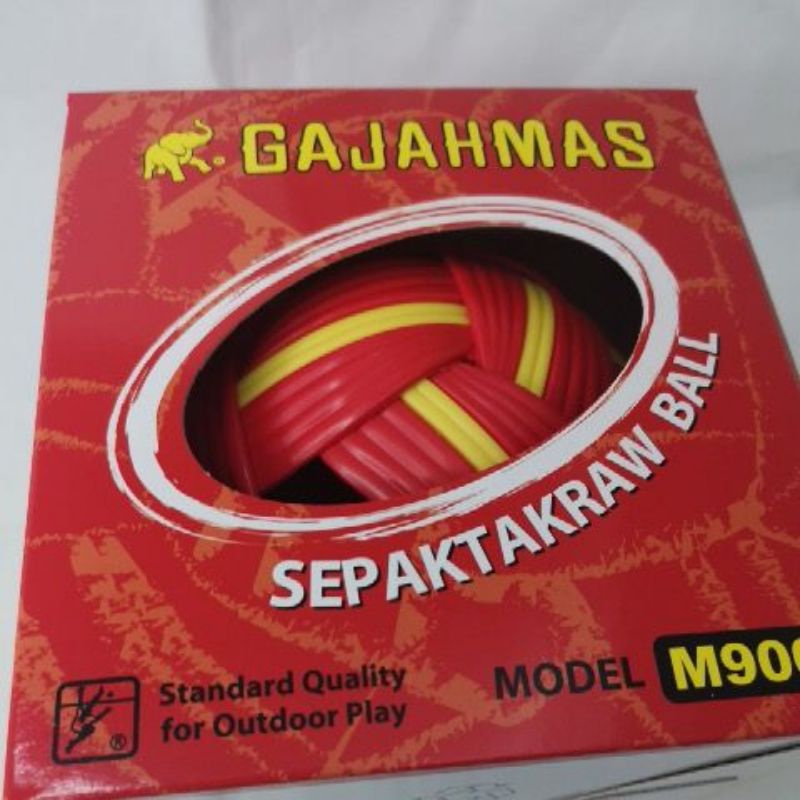 GAJAHMAS
SEPAKTAKRAW BALL
Standard Quality
for Outdoor Play
®
MODEL